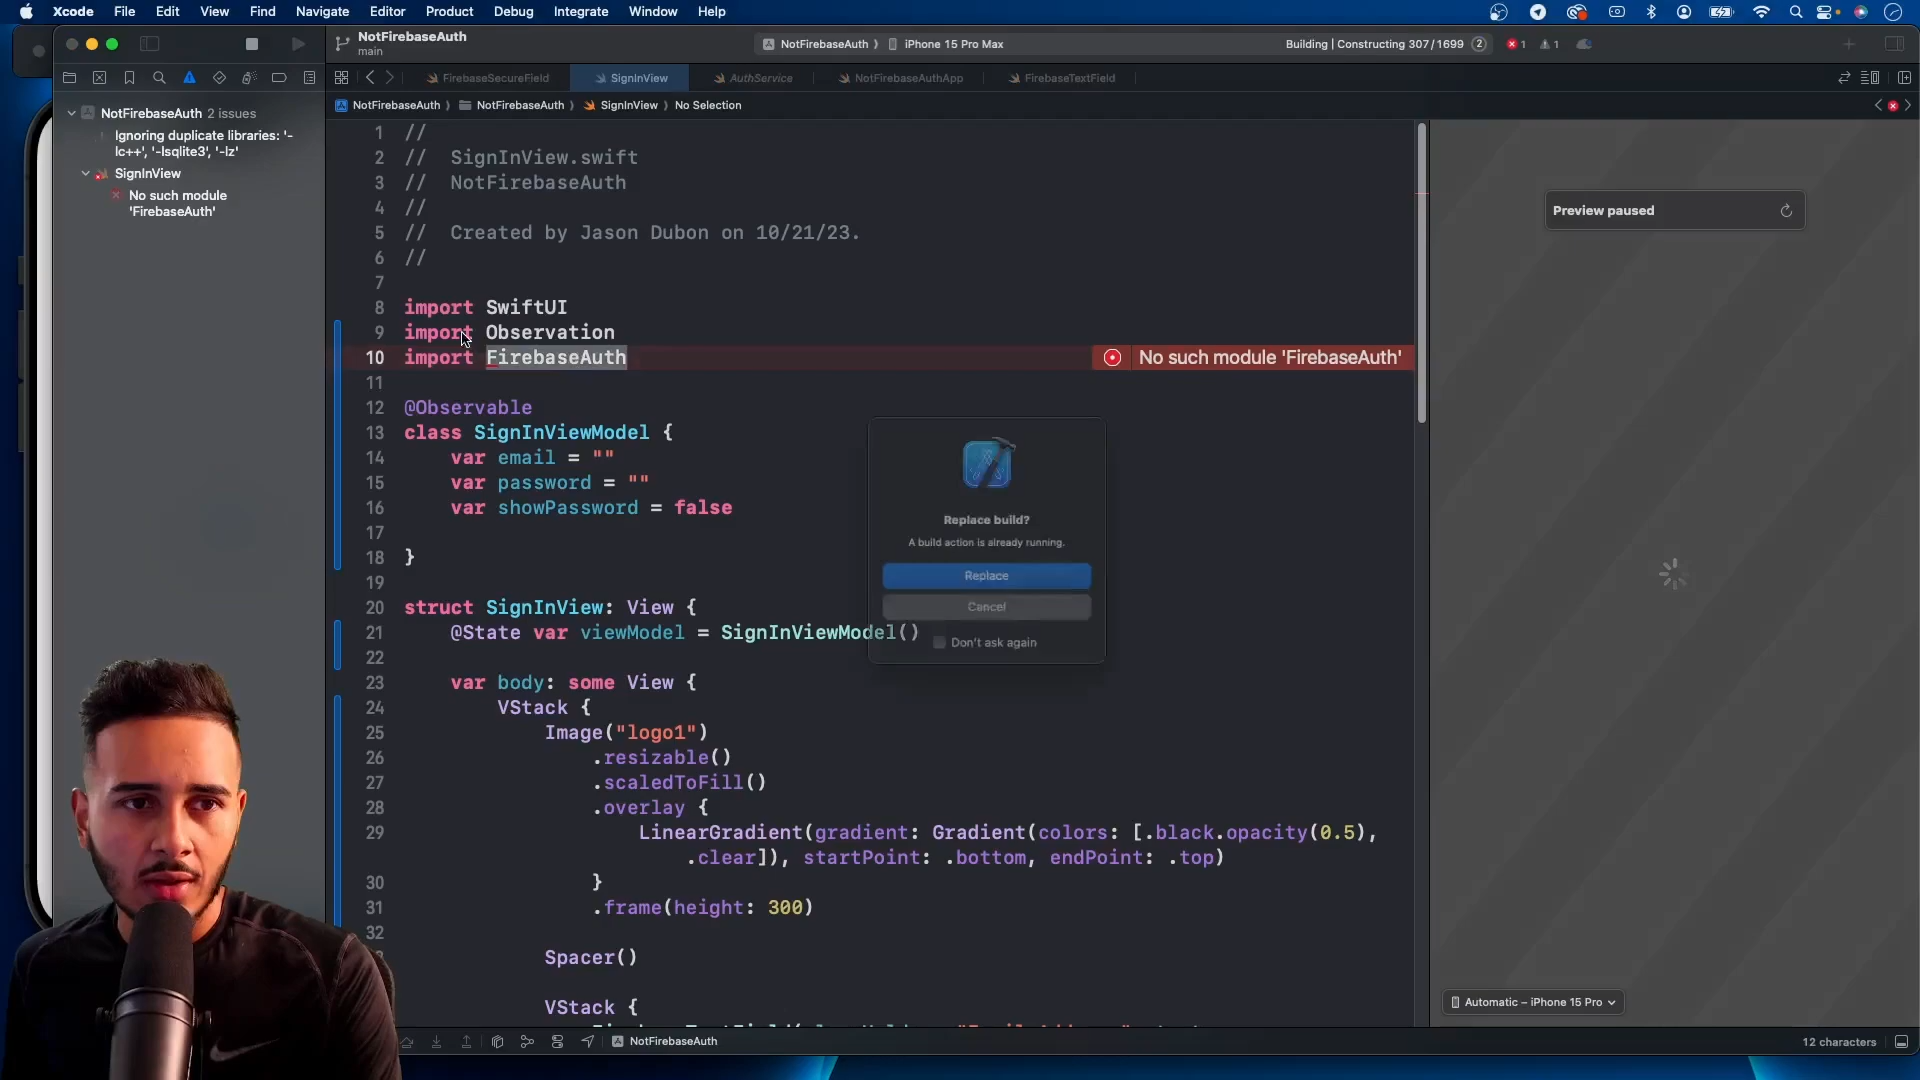 Xcode File Edit View Find Navigate Editor Product Debug Integrate Window Help
NotFirebaseAuth
main
NotFirebaseAuth ⟩ iPhone 15 Pro Max
Building | Constructing 307/1699 2 1 1
FirebaseSecureField SignInView AuthService NotFirebaseAuthApp FirebaseTextField
NotFirebaseAuth ⟩ NotFirebaseAuth ⟩ SignInView ⟩ No Selection
NotFirebaseAuth 2 issues
Ignoring duplicate libraries: '-
lc++', '-lsqlite3', '-lz'
SignInView
No such module
'FirebaseAuth'
1 //
2 // SignInView.swift
3 // NotFirebaseAuth
4 //
5 // Created by Jason Dubon on 10/21/23.
6 //
7
8 import SwiftUI
9 import Observation
10 import FirebaseAuth No such module 'FirebaseAuth'
11
12 @Observable
13 class SignInViewModel {
14 var email = ""
15 var password = ""
16 var showPassword = false
17
18 }
19
20 struct SignInView: View {
21 @State var viewModel = SignInViewModel()
22
23 var body: some View {
24 VStack {
25 Image("logo1")
26 .resizable()
27 .scaledToFill()
28 .overlay {
29 LinearGradient(gradient: Gradient(colors: [.black.opacity(0.5),
.clear]), startPoint: .bottom, endPoint: .top)
30 }
31 .frame(height: 300)
32
Spacer()
VStack {
Replace build?
A build action is already running.
Replace
Cancel
Don't ask again
Preview paused
Automatic – iPhone 15 Pro
NotFirebaseAuth
12 characters